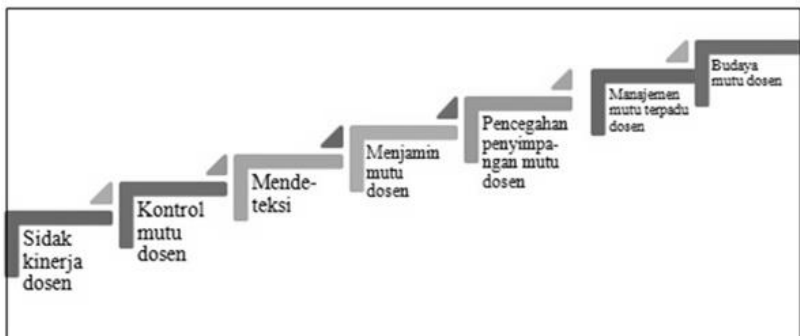 Sidak
kinerja
dosen
Kontrol
mutu
dosen
Mende-
teksi
Menjamin
mutu
dosen
Pencegahan
penyimpa-
ngan mutu
dosen
Manajemen
mutu terpadu
dosen
Budaya
mutu dosen